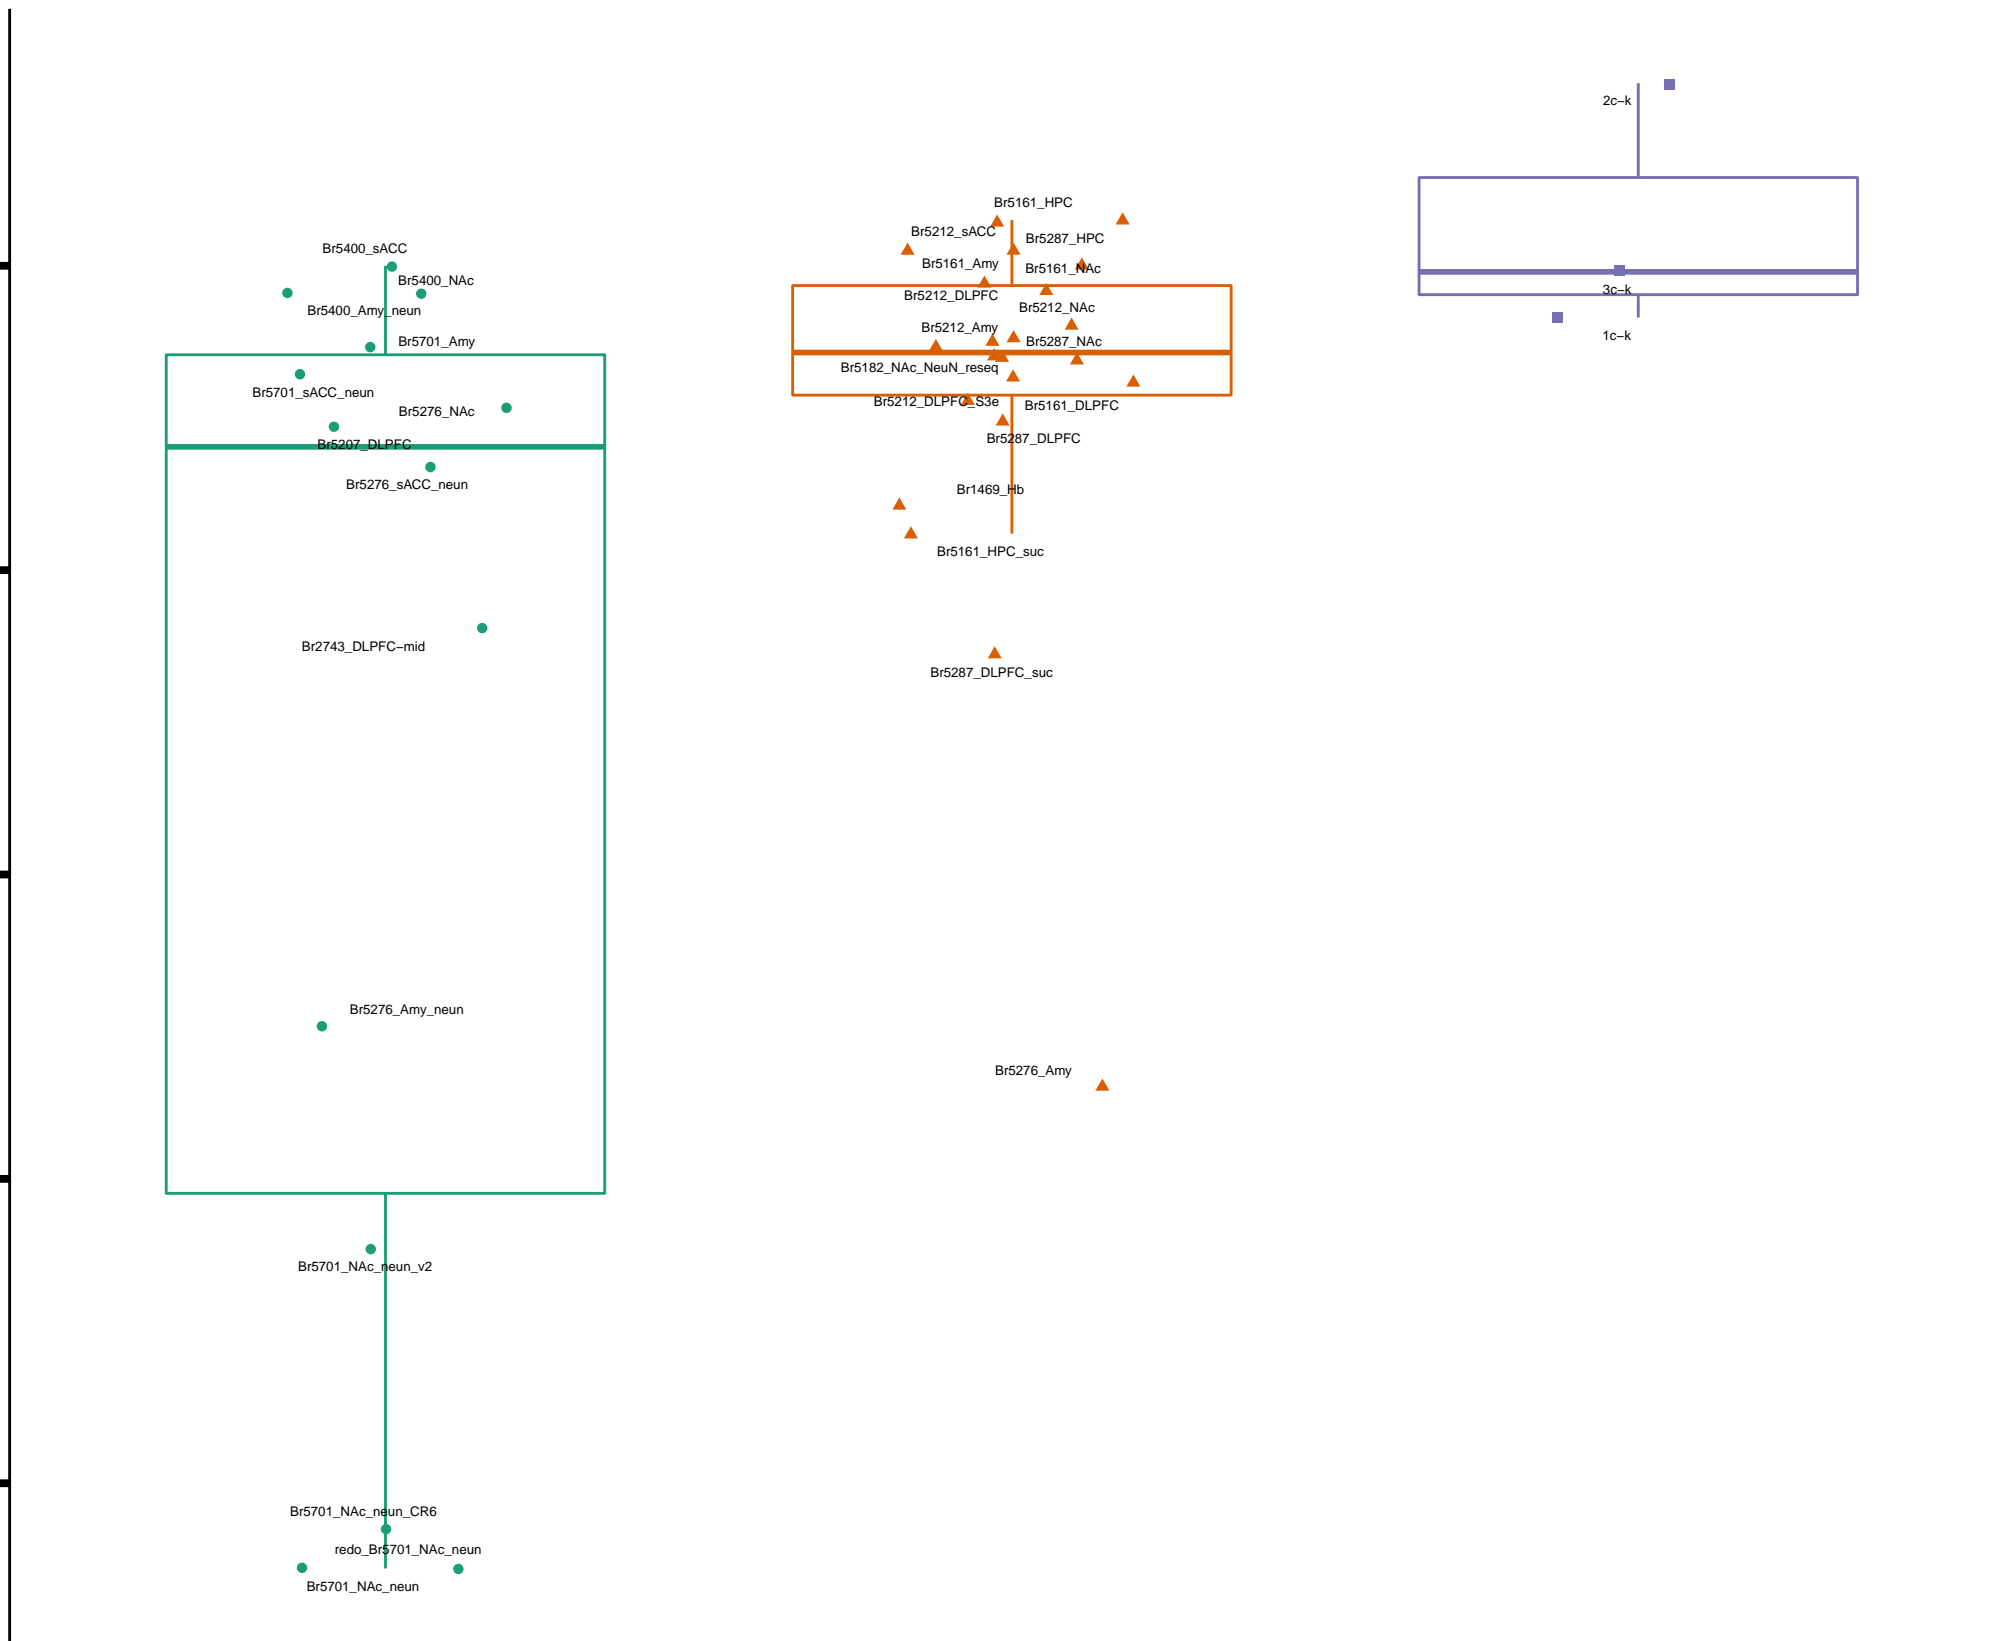 Br5400_sACC
Br5400_NAc
Br5400_Amy_neun
Br5701_Amy
Br5701_sACC_neun
Br5276_NAc
Br5207_DLPFC
Br5276_sACC_neun
Br2743_DLPFC−mid
Br5276_Amy_neun
Br5701_NAc_neun_v2
Br5701_NAc_neun_CR6
redo_Br5701_NAc_neun
Br5701_NAc_neun
Br5161_HPC
Br5212_sACC
Br5287_HPC
Br5161_Amy
Br5161_NAc
Br5212_DLPFC
Br5212_NAc
Br5212_Amy
Br5287_NAc
Br5182_NAc_NeuN_reseq
Br5212_DLPFC_S3e
Br5161_DLPFC
Br5287_DLPFC
Br1469_Hb
Br5161_HPC_suc
Br5287_DLPFC_suc
Br5276_Amy
2c−k
3c−k
1c−k